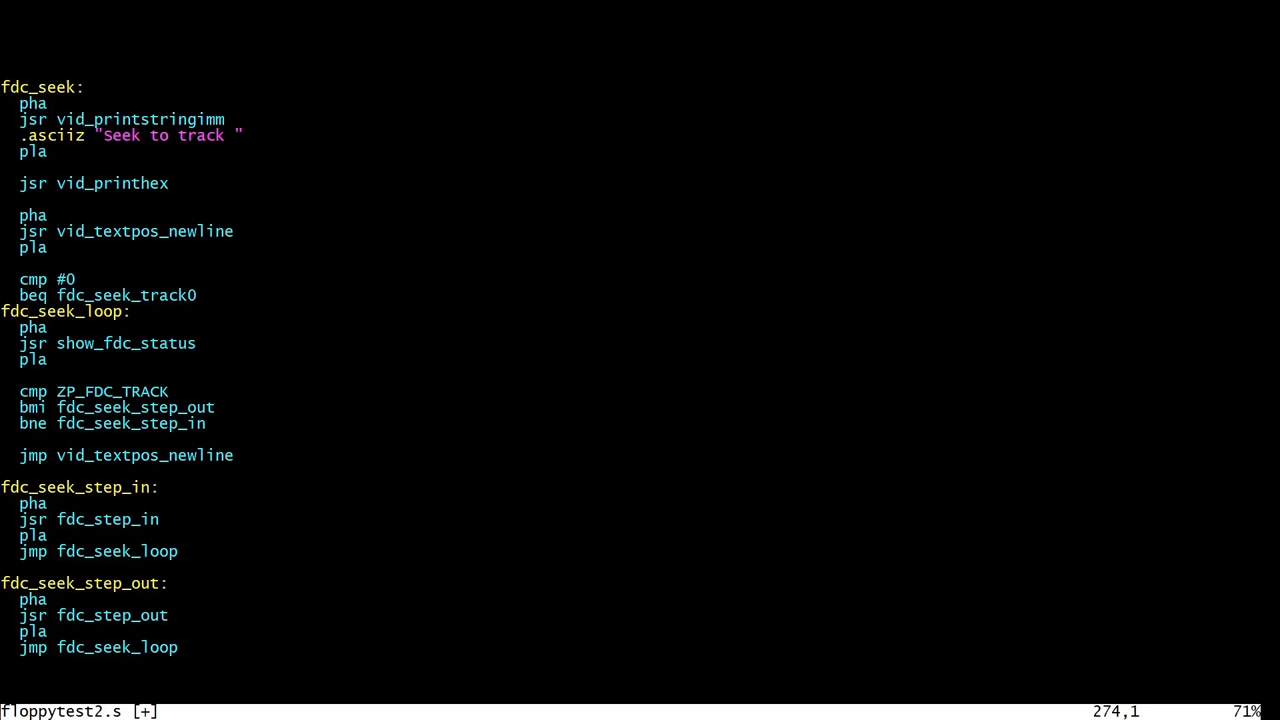 fdc_seek:
  pha
  jsr vid_printstringimm
  .asciiz "Seek to track "
  pla
  jsr vid_printhex
  pha
  jsr vid_textpos_newline
  pla
  cmp #0
  beq fdc_seek_track0
fdc_seek_loop:
  pha
  jsr show_fdc_status
  pla
  cmp ZP_FDC_TRACK
  bmi fdc_seek_step_out
  bne fdc_seek_step_in
  jmp vid_textpos_newline
fdc_seek_step_in:
  pha
  jsr fdc_step_in
  pla
  jmp fdc_seek_loop
fdc_seek_step_out:
  pha
  jsr fdc_step_out
  pla
  jmp fdc_seek_loop
floppytest2.s [+] 274,1 71%